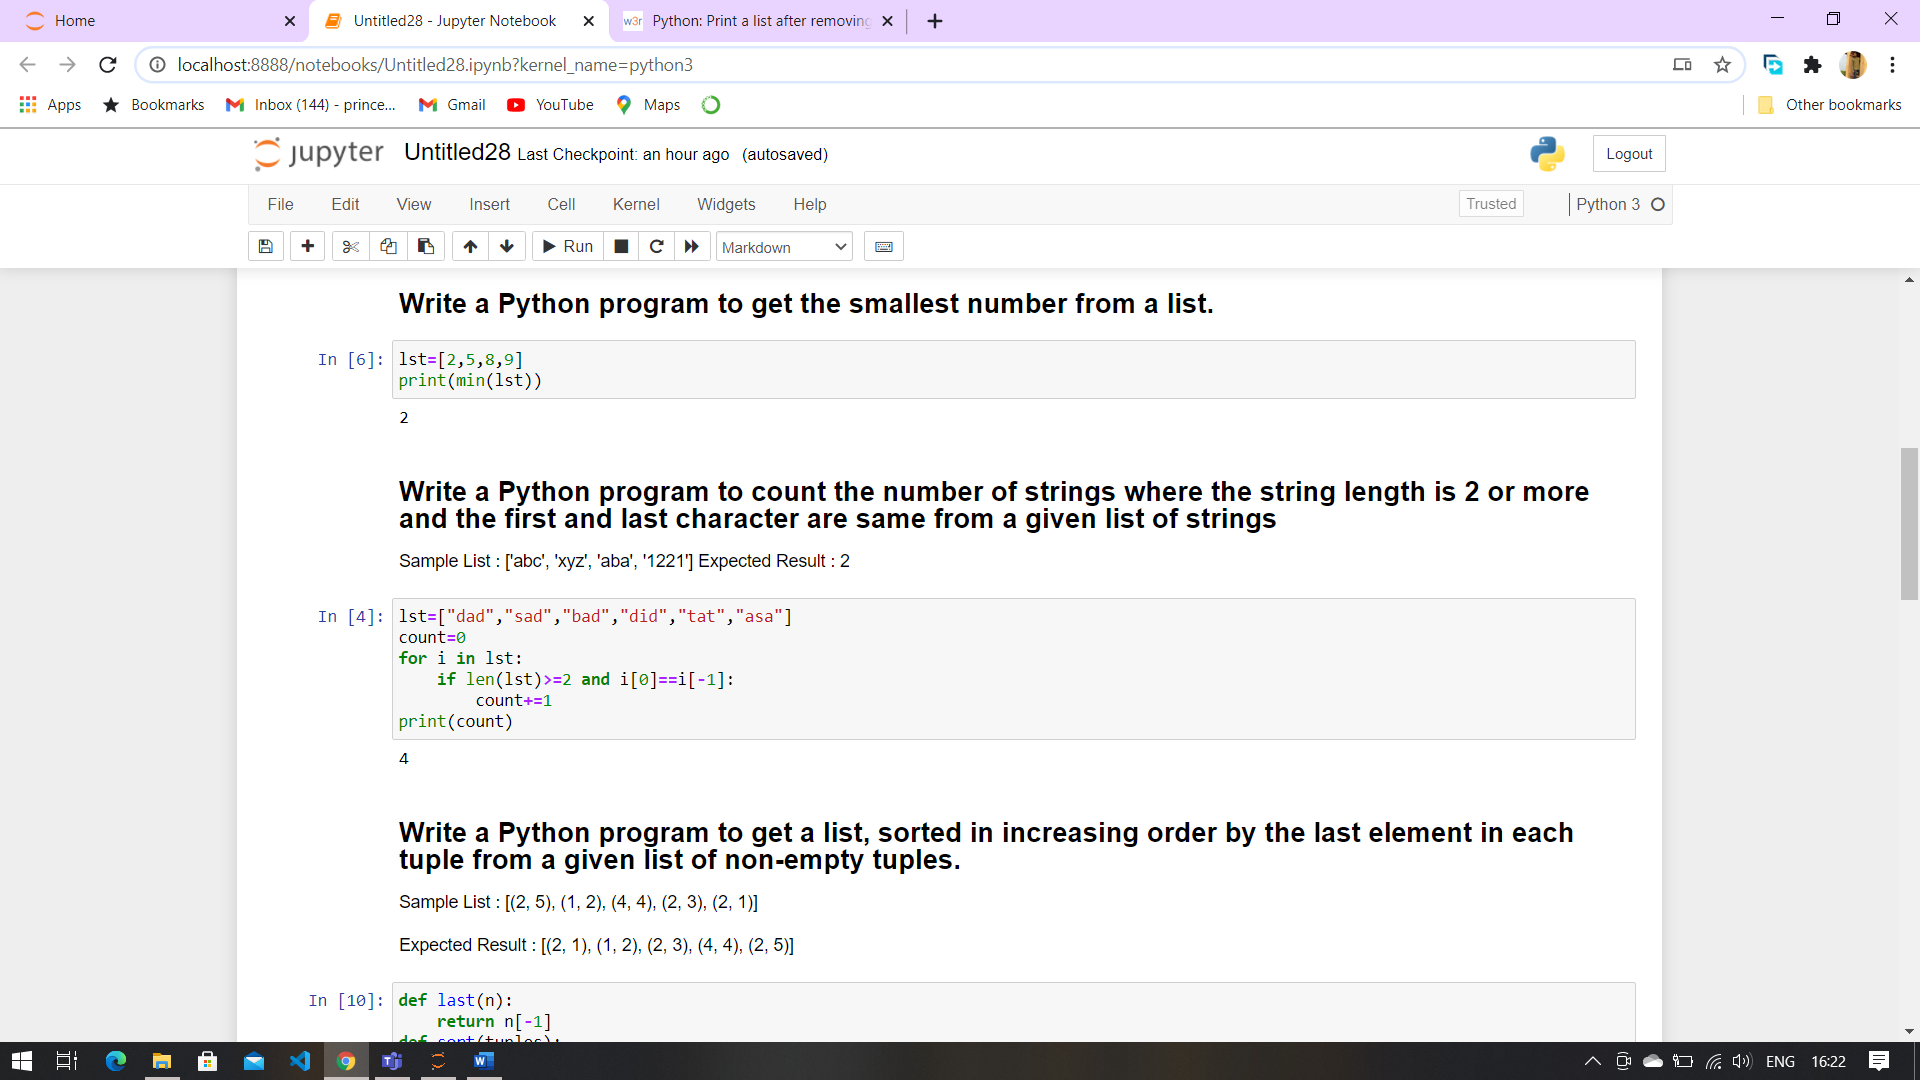 Home
Untitled28 - Jupyter Notebook
w3r Python: Print a list after removing
localhost:8888/notebooks/Untitled28.ipynb?kernel_name=python3
Apps Bookmarks Inbox (144) - prince... Gmail YouTube Maps Other bookmarks
jupyter Untitled28 Last Checkpoint: an hour ago (autosaved) Logout
File Edit View Insert Cell Kernel Widgets Help Trusted Python 3
Run Markdown
Write a Python program to get the smallest number from a list.
In [6]: lst=[2,5,8,9]
print(min(lst))
2
Write a Python program to count the number of strings where the string length is 2 or more
and the first and last character are same from a given list of strings
Sample List : ['abc', 'xyz', 'aba', '1221'] Expected Result : 2
In [4]: lst=["dad","sad","bad","did","tat","asa"]
count=0
for i in lst:
    if len(lst)>=2 and i[0]==i[-1]:
        count+=1
print(count)
4
Write a Python program to get a list, sorted in increasing order by the last element in each
tuple from a given list of non-empty tuples.
Sample List : [(2, 5), (1, 2), (4, 4), (2, 3), (2, 1)]
Expected Result : [(2, 1), (1, 2), (2, 3), (4, 4), (2, 5)]
In [10]: def last(n):
    return n[-1]
def sort(tuples):
ENG 16:22